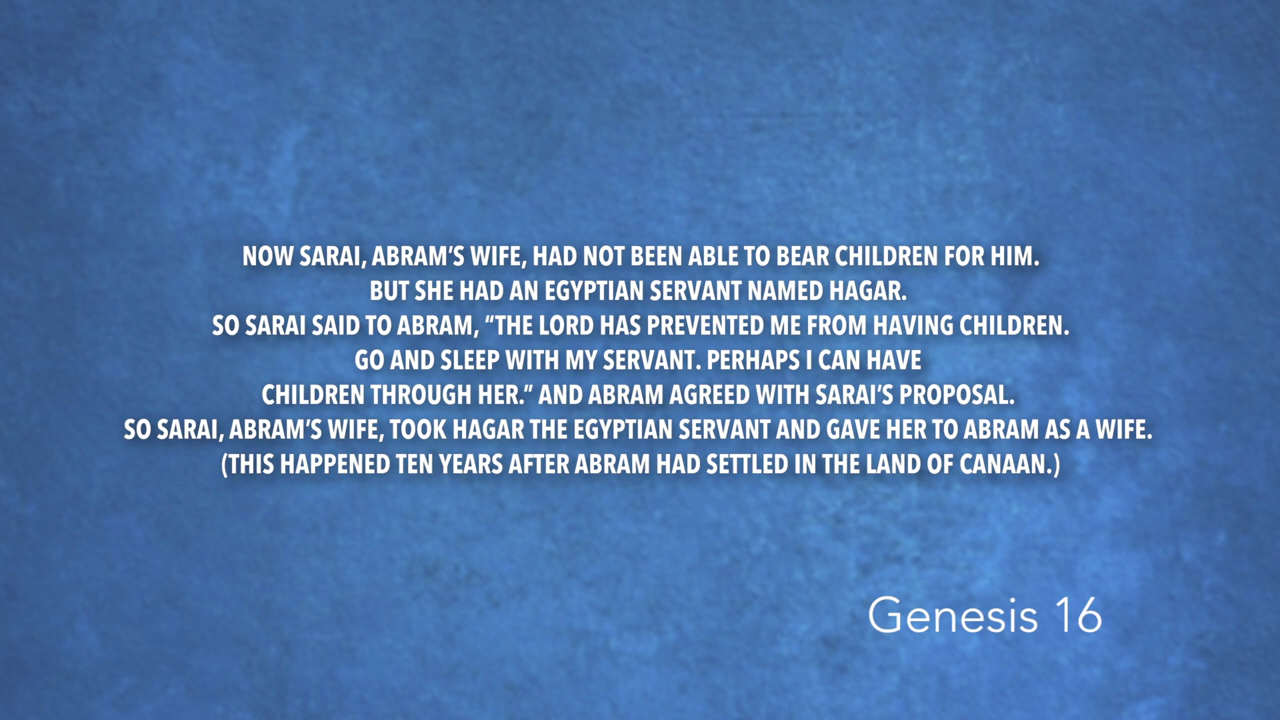 NOW SARAI, ABRAM’S WIFE, HAD NOT BEEN ABLE TO BEAR CHILDREN FOR HIM.
BUT SHE HAD AN EGYPTIAN SERVANT NAMED HAGAR.
SO SARAI SAID TO ABRAM, “THE LORD HAS PREVENTED ME FROM HAVING CHILDREN.
GO AND SLEEP WITH MY SERVANT. PERHAPS I CAN HAVE
CHILDREN THROUGH HER.” AND ABRAM AGREED WITH SARAI’S PROPOSAL.
SO SARAI, ABRAM’S WIFE, TOOK HAGAR THE EGYPTIAN SERVANT AND GAVE HER TO ABRAM AS A WIFE.
(THIS HAPPENED TEN YEARS AFTER ABRAM HAD SETTLED IN THE LAND OF CANAAN.)
Genesis 16